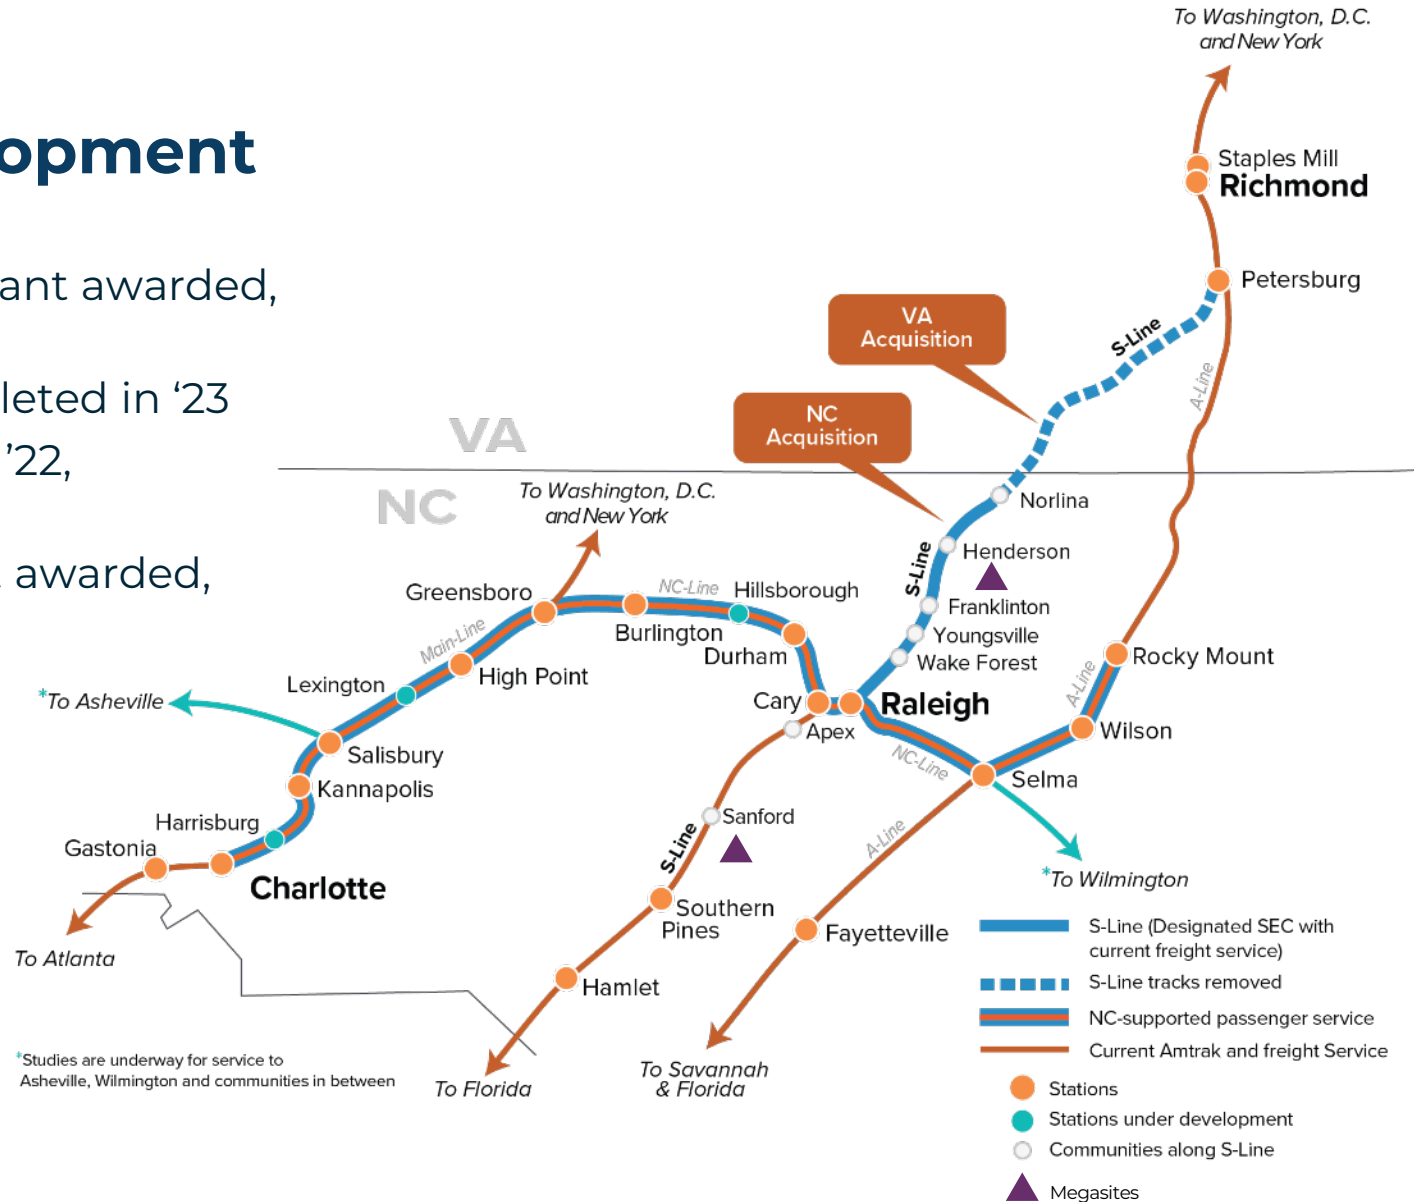 opment
ant awarded,
leted in ‘23
’22,
t awarded,
To Washington, D.C.
and New York
Staples Mill
Richmond
Petersburg
S-Line
A-Line
VA
Acquisition
NC
Acquisition
VA
NC
To Washington, D.C.
and New York
Norlina
Henderson
S-Line
Franklinton
Youngsville
Wake Forest
Greensboro
NC-Line
Hillsborough
Burlington
Durham
Main-Line
High Point
Lexington
*To Asheville
Salisbury
Kannapolis
Harrisburg
Gastonia
Charlotte
To Atlanta
Cary
Raleigh
Apex
Rocky Mount
A-Line
Wilson
NC-Line
Selma
Sanford
S-Line
A-Line
*To Wilmington
Southern
Pines
Fayetteville
Hamlet
To Florida
To Savannah
& Florida
*Studies are underway for service to
Asheville, Wilmington and communities in between
S-Line (Designated SEC with
current freight service)
S-Line tracks removed
NC-supported passenger service
Current Amtrak and freight Service
Stations
Stations under development
Communities along S-Line
Megasites